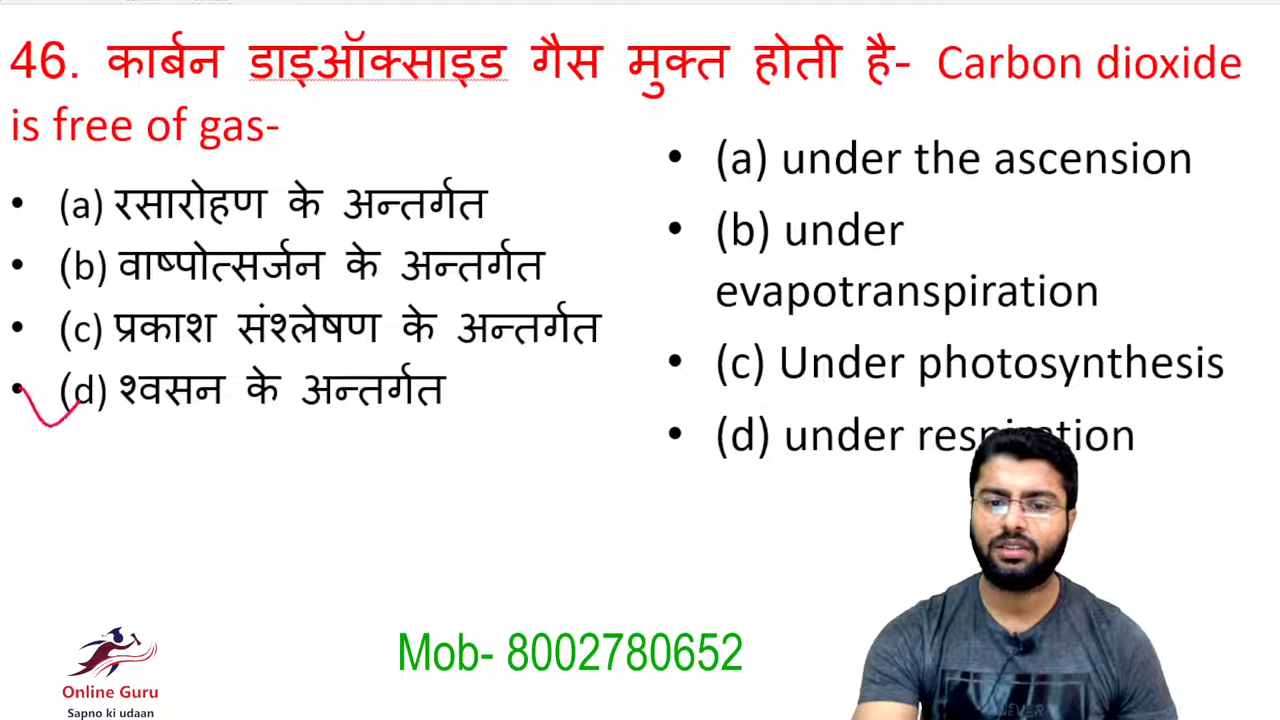 46. कार्बन डाइऑक्साइड गैस मुक्त होती है- Carbon dioxide
is free of gas-
• (a) रसारोहण के अन्तर्गत
• (b) वाष्पोत्सर्जन के अन्तर्गत
• (c) प्रकाश संश्लेषण के अन्तर्गत
• (d) श्वसन के अन्तर्गत
• (a) under the ascension
• (b) under
evapotranspiration
• (c) Under photosynthesis
• (d) under respiration
Mob- 8002780652
Online Guru
Sapno ki udaan